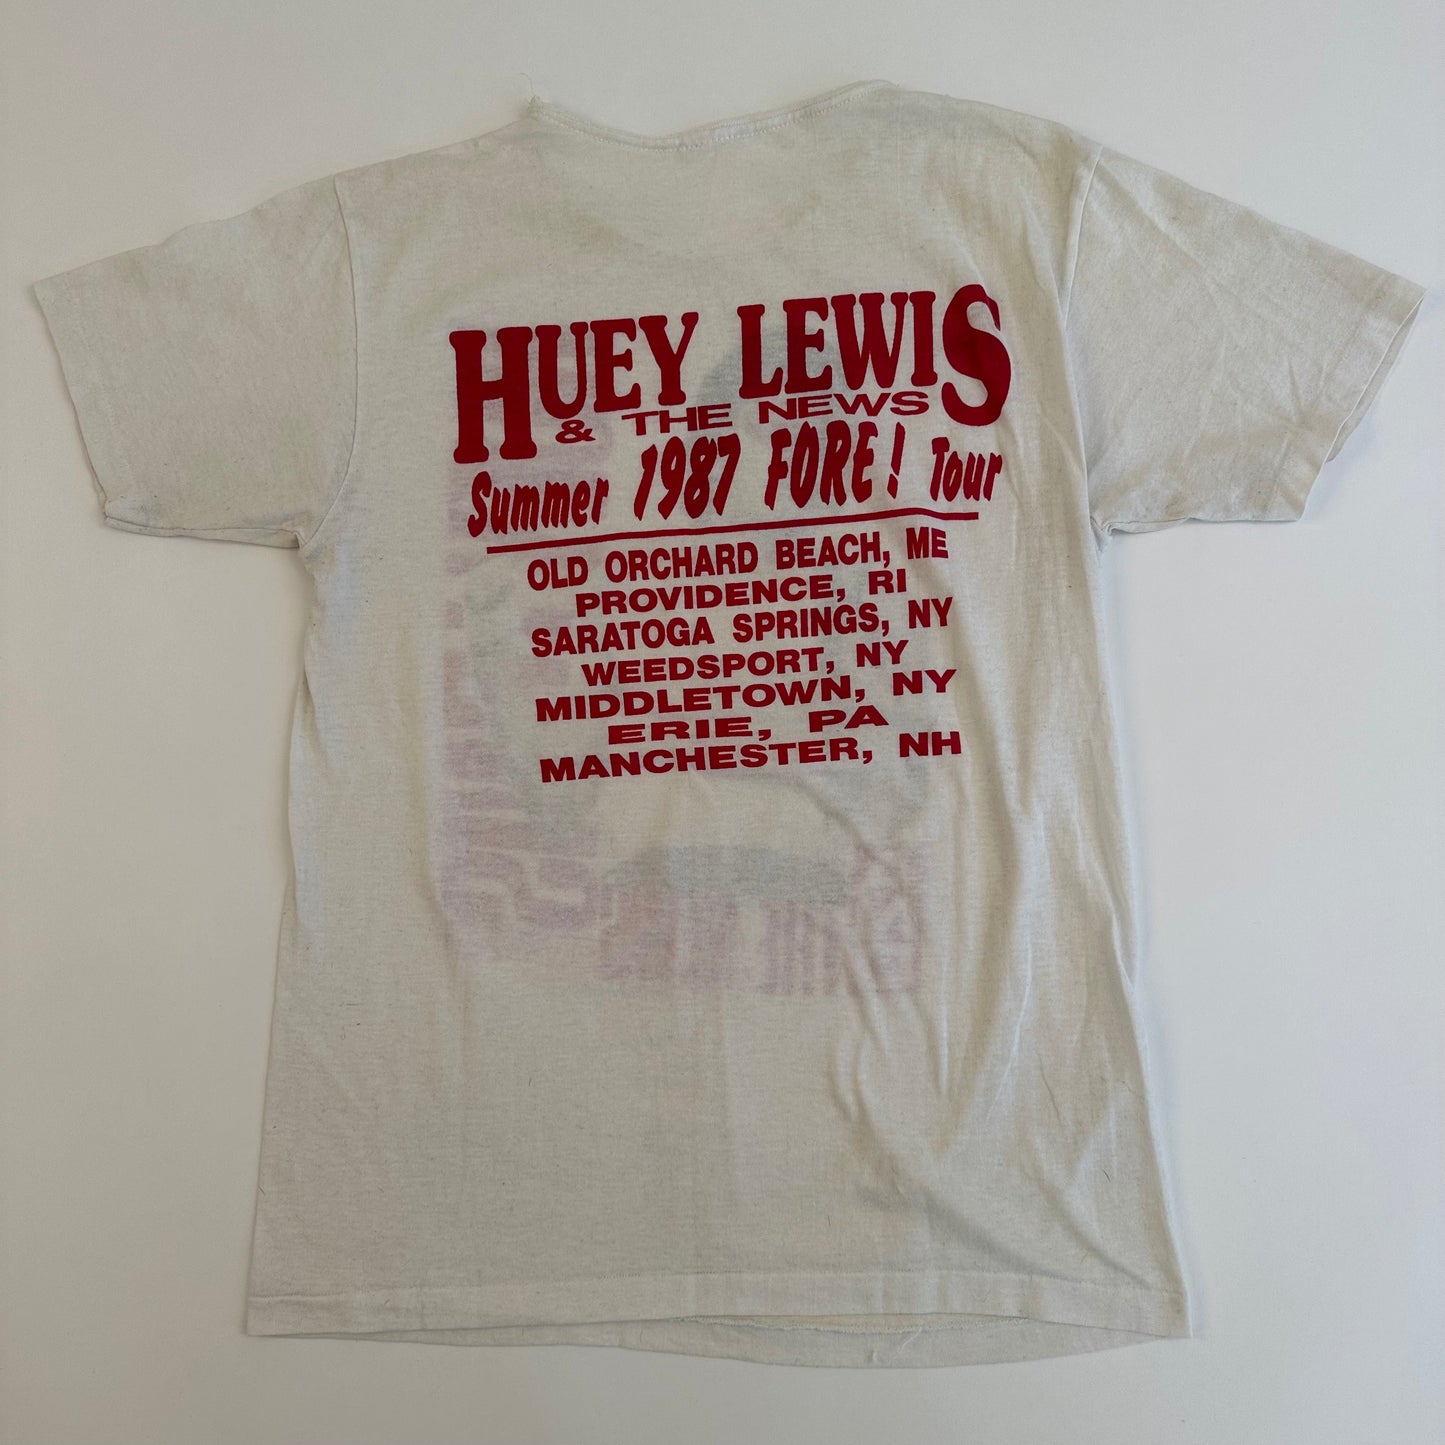 HUEY LEWIS
& THE NEWS
Summer 1987 FORE! Tour
OLD ORCHARD BEACH, ME
PROVIDENCE, RI
SARATOGA SPRINGS, NY
WEEDSPORT, NY
MIDDLETOWN, NY
ERIE, PA
MANCHESTER, NH